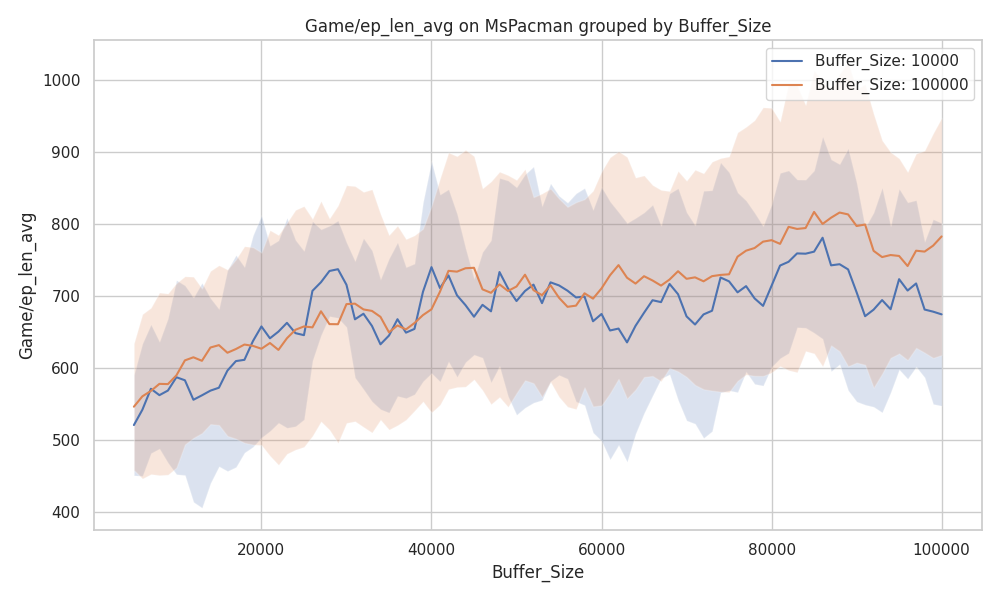 Game/ep_len_avg on MsPacman grouped by Buffer_Size
Buffer_Size: 10000
Buffer_Size: 100000
Game/ep_len_avg
1000
900
800
700
600
500
400
20000
40000
60000
80000
100000
Buffer_Size